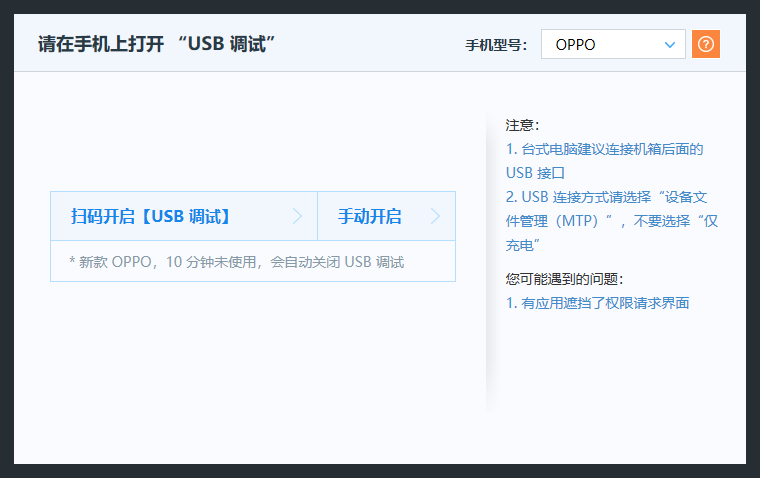 请在手机上打开 “USB 调试”
手机型号：
OPPO
扫码开启【USB 调试】
手动开启
* 新款 OPPO，10 分钟未使用，会自动关闭 USB 调试
注意：
1. 台式电脑建议连接机箱后面的
USB 接口
2. USB 连接方式请选择“设备文
件管理（MTP）”，不要选择“仅
充电”
您可能遇到的问题：
1. 有应用遮挡了权限请求界面